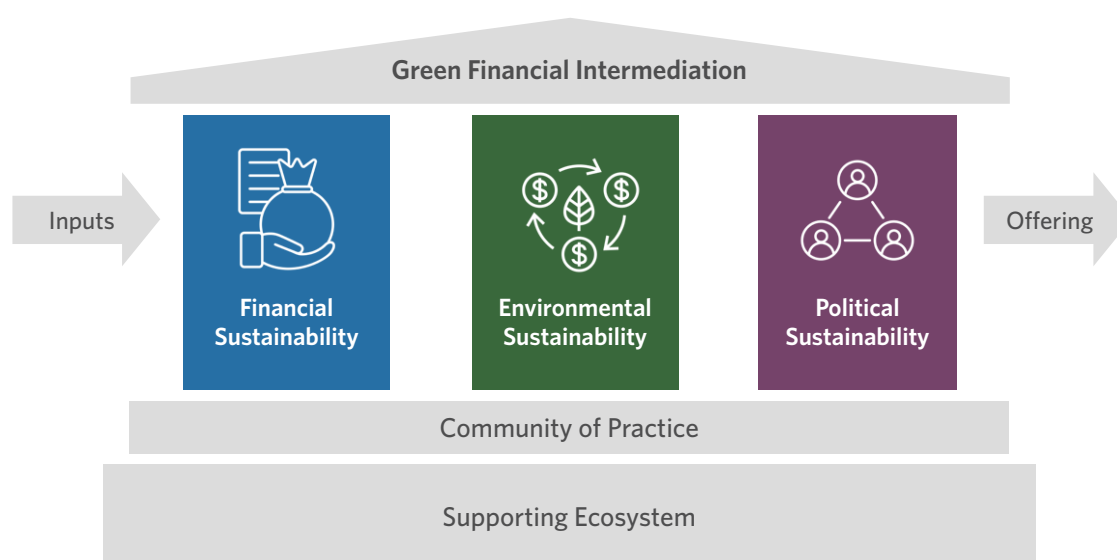 Green Financial Intermediation
Inputs
$
$
$
Financial
Sustainability
Environmental
Sustainability
Political
Sustainability
Offering
Community of Practice
Supporting Ecosystem